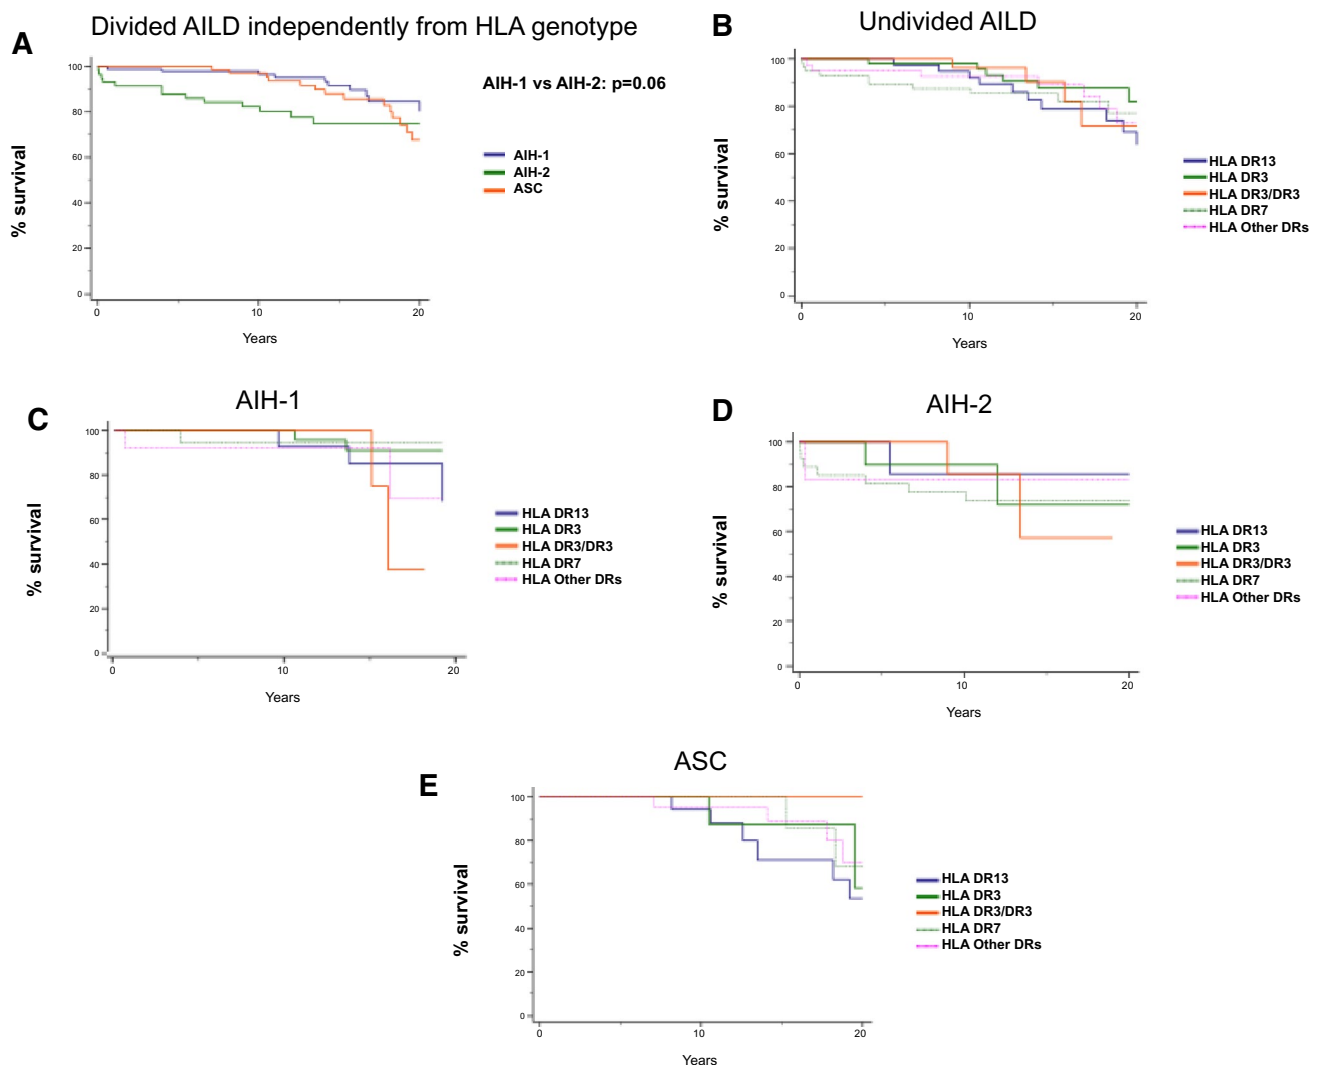 A
Divided AILD independently from HLA genotype
AIH-1 vs AIH-2: p=0.06
% survival
100
80
60
40
20
0
0
10
20
Years
AIH-1
AIH-2
ASC
B
Undivided AILD
% survival
100
80
60
40
20
0
0
10
20
Years
HLA DR13
HLA DR3
HLA DR3/DR3
HLA DR7
HLA Other DRs
C
AIH-1
% survival
100
80
60
40
20
0
0
10
20
Years
HLA DR13
HLA DR3
HLA DR3/DR3
HLA DR7
HLA Other DRs
D
AIH-2
% survival
100
80
60
40
20
0
0
10
20
Years
HLA DR13
HLA DR3
HLA DR3/DR3
HLA DR7
HLA Other DRs
E
ASC
% survival
100
80
60
40
20
0
0
10
20
Years
HLA DR13
HLA DR3
HLA DR3/DR3
HLA DR7
HLA Other DRs